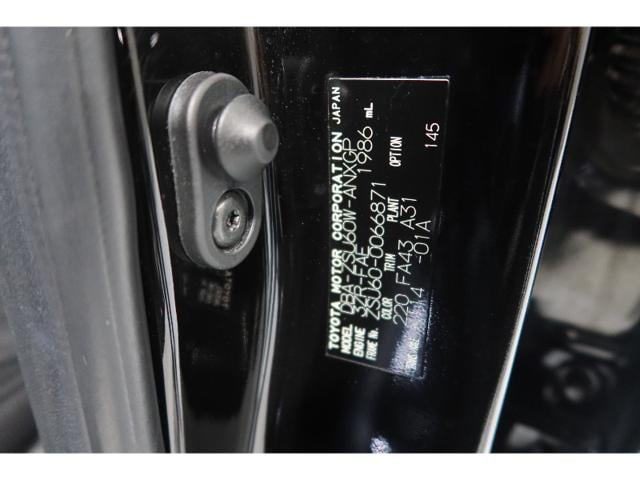 TOYOTA MOTOR CORPORATION JAPAN
MODEL DBA-ZSU60W-ANXGP
ENGINE 3ZR-FAE 1986 mL
FRAME Nr. ZSU60-0066871
COLOR TRIM PLANT OPTION
220 FA43 A31 145
-01A